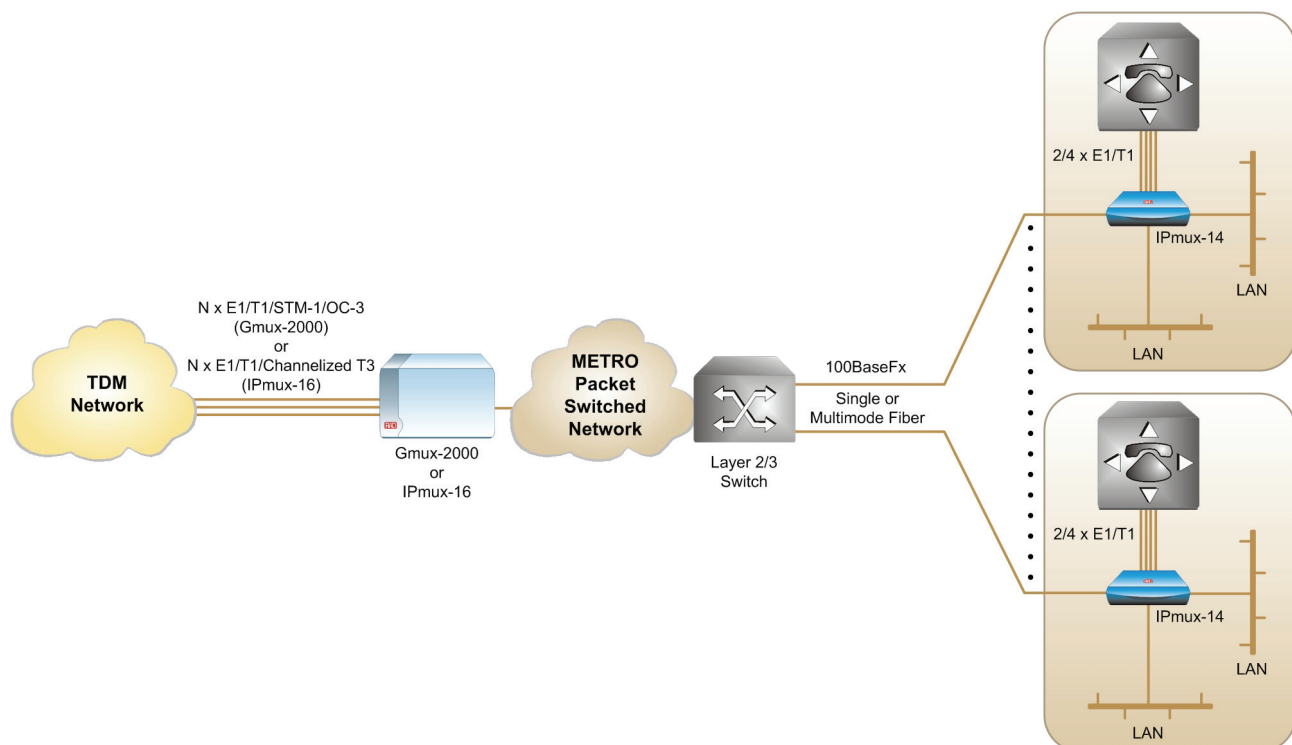 2/4 x E1/T1
IPmux-14
LAN
LAN
N x E1/T1/STM-1/OC-3
(Gmux-2000)
or
N x E1/T1/Channelized T3
(IPmux-16)
TDM
Network
Gmux-2000
or
IPmux-16
METRO
Packet
Switched
Network
Layer 2/3
Switch
100BaseFx
Single or
Multimode Fiber
2/4 x E1/T1
IPmux-14
LAN
LAN